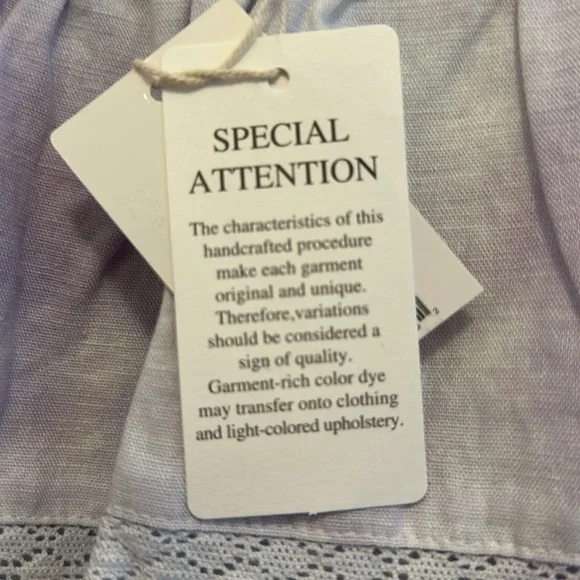 SPECIAL
ATTENTION
The characteristics of this
handcrafted procedure
make each garment
original and unique.
Therefore,variations
should be considered a
sign of quality.
Garment-rich color dye
may transfer onto clothing
and light-colored upholstery.